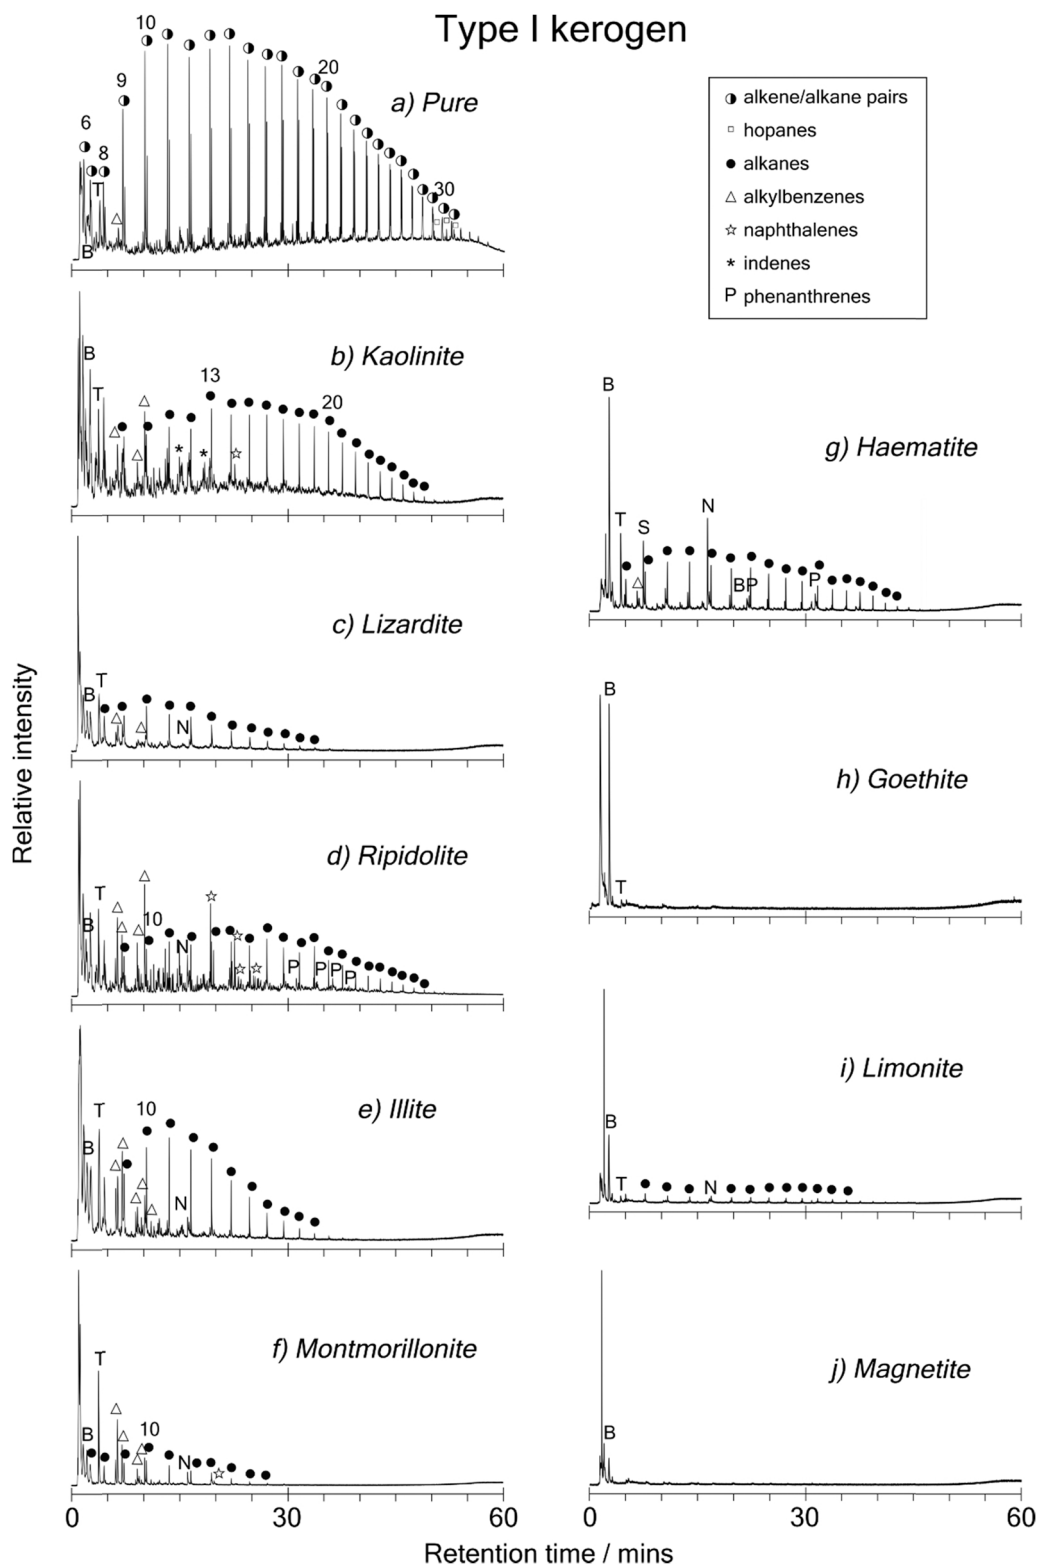 Type I kerogen
10
20
9
a) Pure
6
8
T
30
B
alkene/alkane pairs
hopanes
alkanes
alkylbenzenes
naphthalenes
* indenes
P phenanthrenes
b) Kaolinite
B
T
13
20
* *
c) Lizardite
B T
N
d) Ripidolite
T
B
10
N
P P P P
e) Illite
T
10
B
N
f) Montmorillonite
T
B
10
N
0 30 60
g) Haematite
B
T
S
N
BP
P
h) Goethite
B
T
i) Limonite
B
T
N
j) Magnetite
B
0 30 60
Relative intensity
Retention time / mins